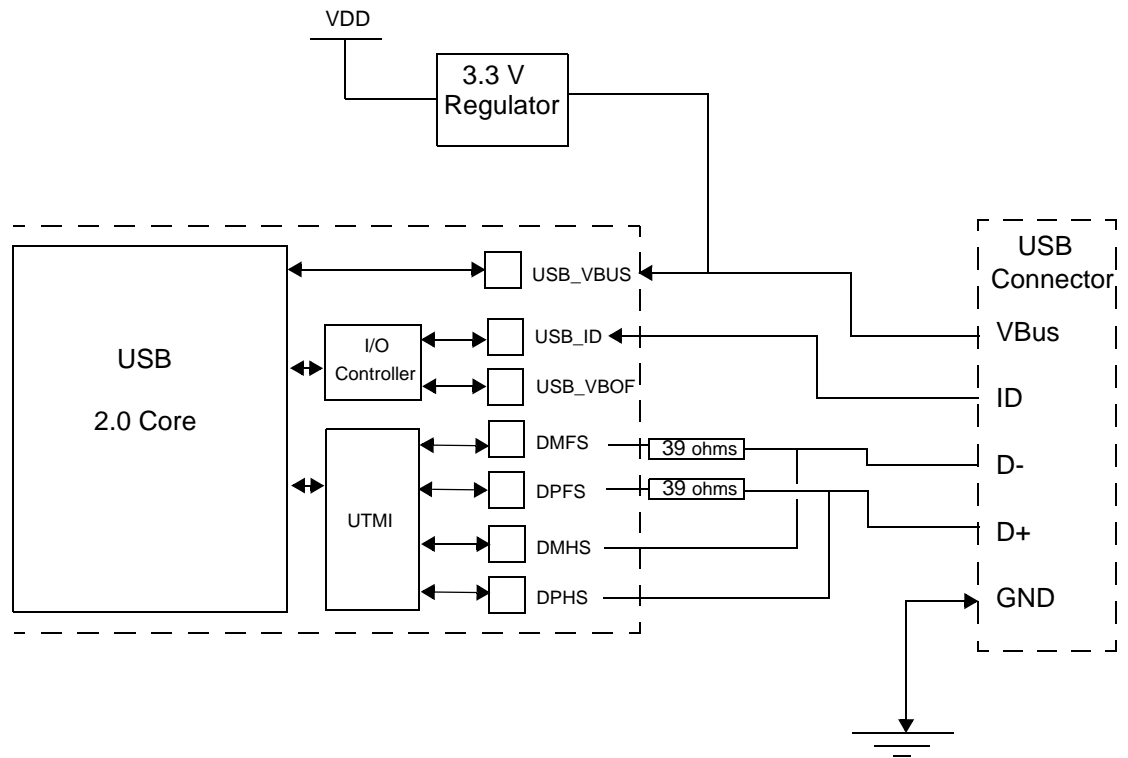 VDD
3.3 V
Regulator
USB
2.0 Core
I/O
Controller
UTMI
USB_VBUS
USB_ID
USB_VBOF
DMFS
DPFS
DMHS
DPHS
39 ohms
39 ohms
USB
Connector
VBus
ID
D-
D+
GND